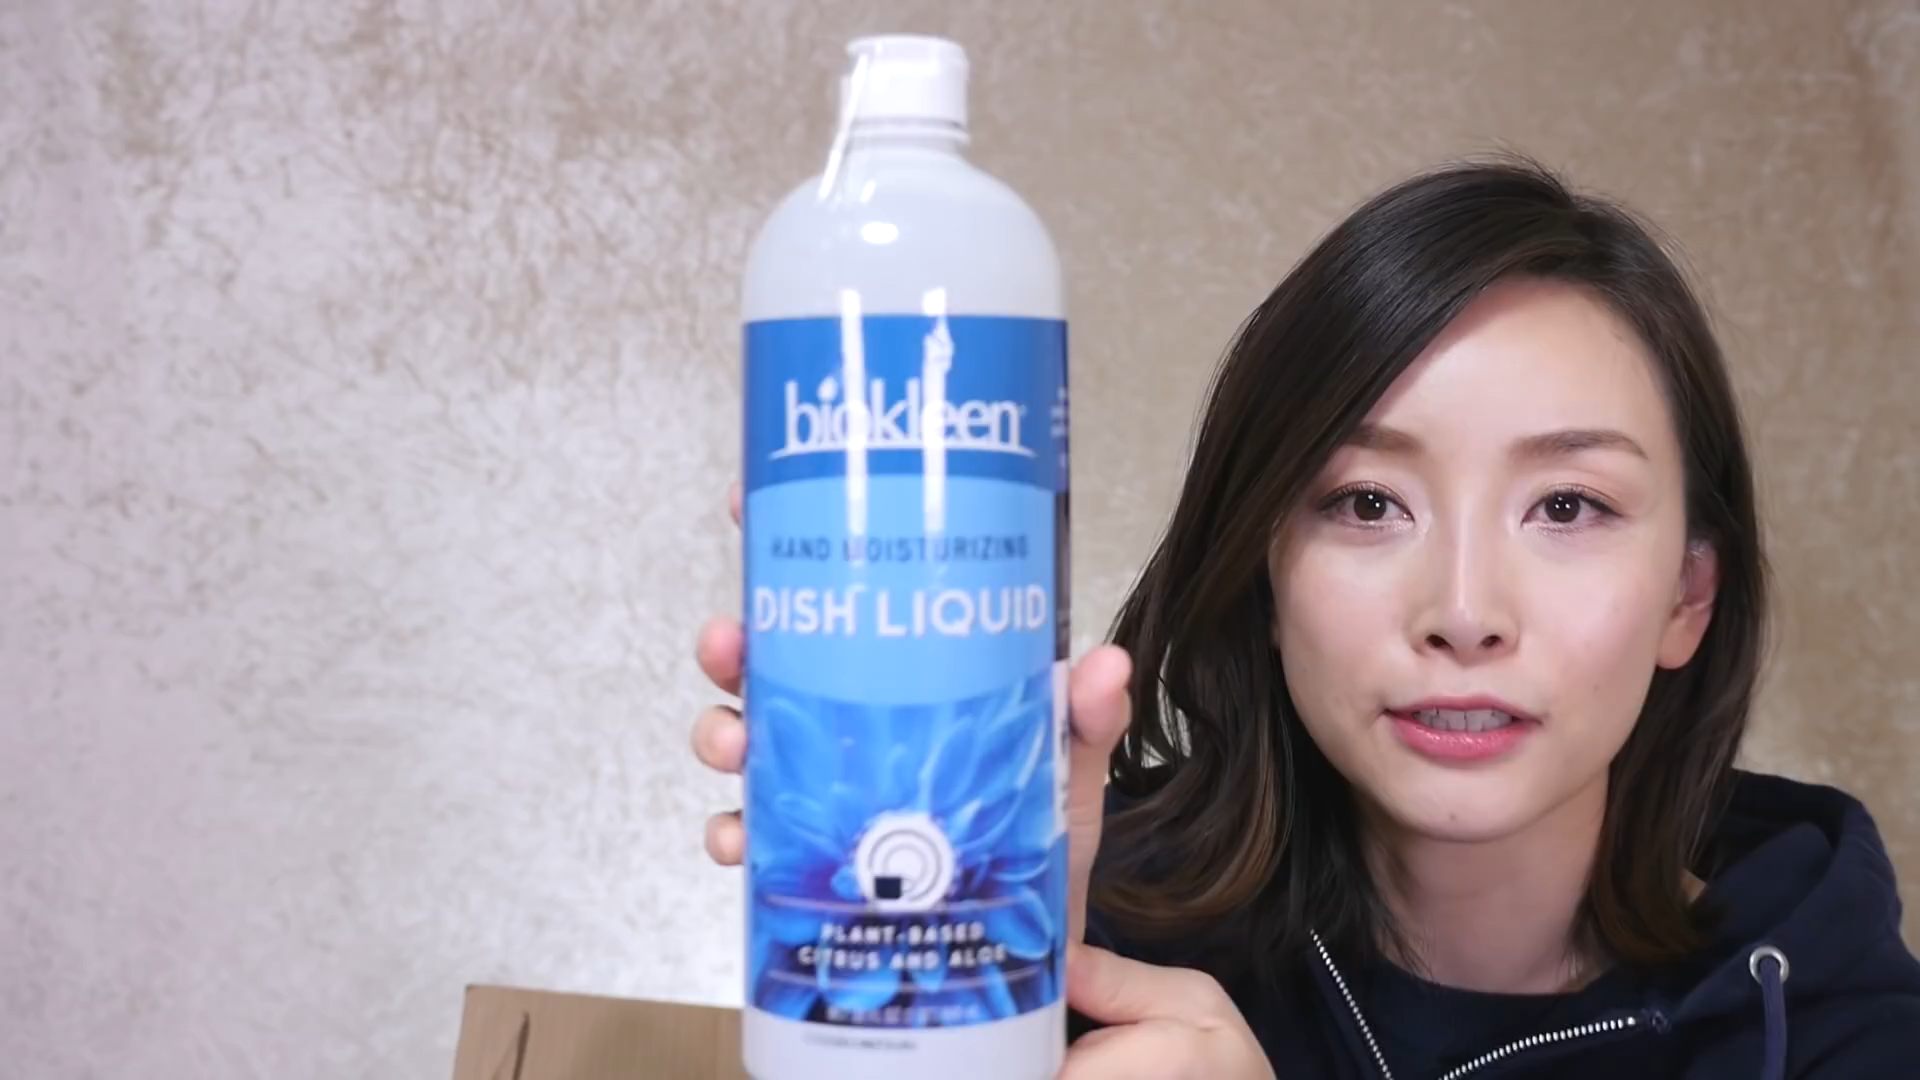 biokleen
HAND MOISTURIZING
DISH LIQUID
PLANT-BASED
CITRUS AND ALOE